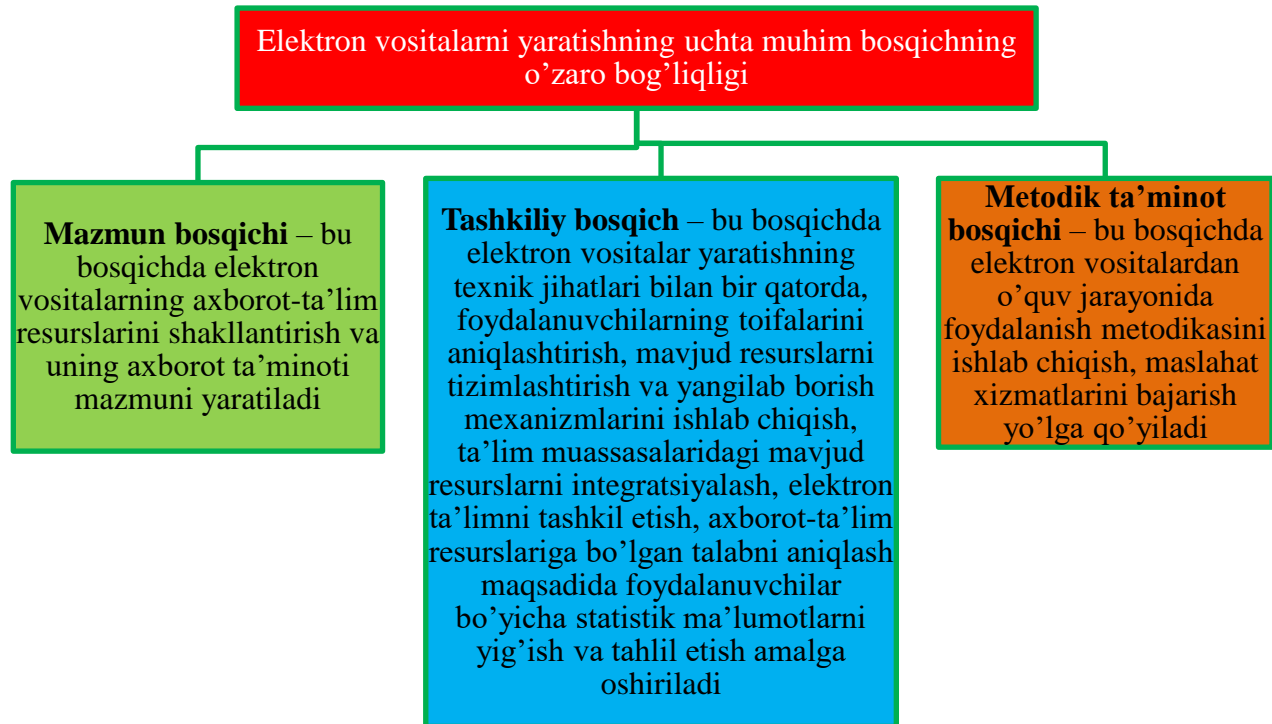 Elektron vositalarni yaratishning uchta muhim bosqichning
o’zaro bog’liqligi
Mazmun bosqichi – bu
bosqichda elektron
vositalarning axborot-ta’lim
resurslarini shakllantirish va
uning axborot ta’minoti
mazmuni yaratiladi
Tashkiliy bosqich – bu bosqichda
elektron vositalar yaratishning
texnik jihatlari bilan bir qatorda,
foydalanuvchilarning toifalarini
aniqlashtirish, mavjud resurslarni
tizimlashtirish va yangilab borish
mexanizmlarini ishlab chiqish,
ta’lim muassasalaridagi mavjud
resurslarni integratsiyalash, elektron
ta’limni tashkil etish, axborot-ta’lim
resurslariga bo’lgan talabni aniqlash
maqsadida foydalanuvchilar
bo’yicha statistik ma’lumotlarni
yig’ish va tahlil etish amalga
oshiriladi
Metodik ta’minot
bosqichi – bu bosqichda
elektron vositalardan
o’quv jarayonida
foydalanish metodikasini
ishlab chiqish, maslahat
xizmatlarini bajarish
yo’lga qo’yiladi